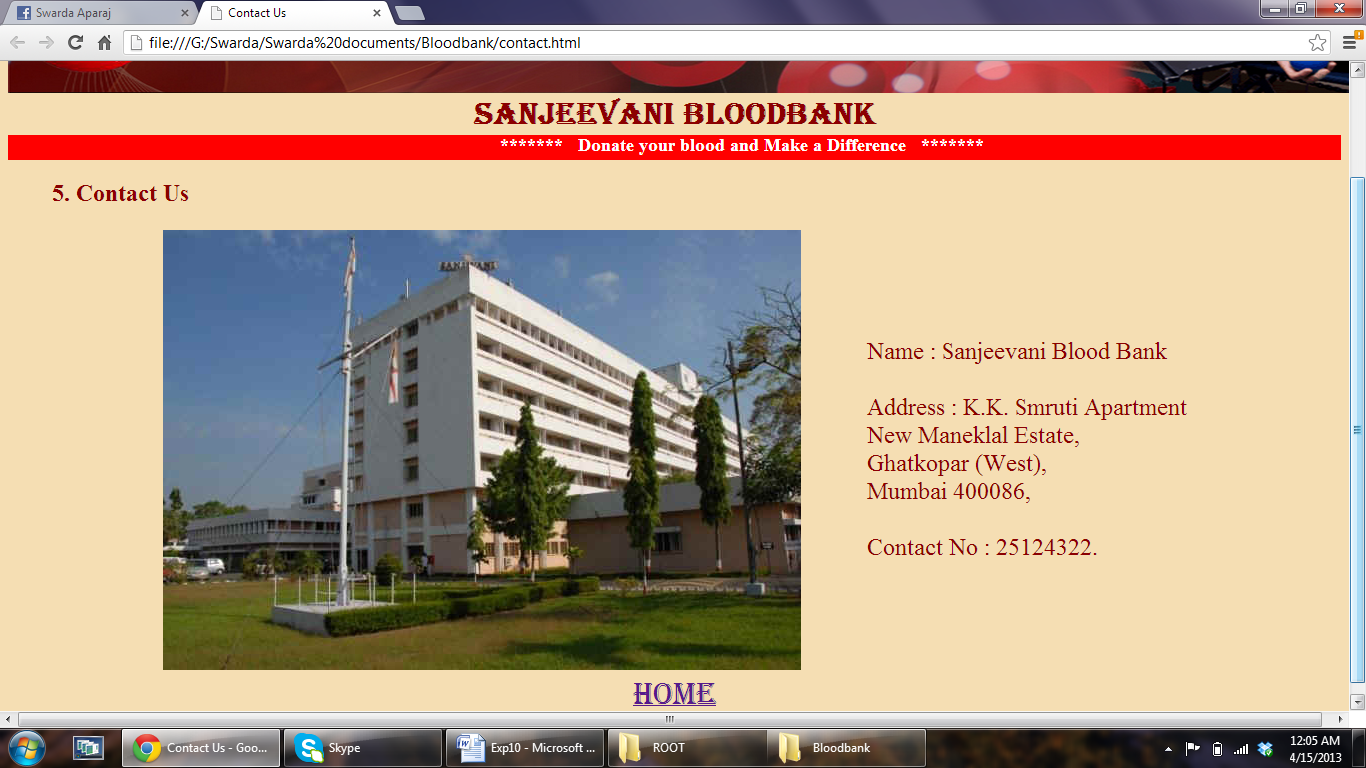 Swarda Aparaj
Contact Us
file:///G:/Swarda/Swarda%20documents/Bloodbank/contact.html
SANJEEVANI BLOODBANK
******* Donate your blood and Make a Difference *******
5. Contact Us
SANJIVANI
Name : Sanjeevani Blood Bank
Address : K.K. Smruti Apartment
New Maneklal Estate,
Ghatkopar (West),
Mumbai 400086,
Contact No : 25124322.
HOME
Contact Us - Goo...
Skype
Exp10 - Microsoft ...
ROOT
Bloodbank
12:05 AM
4/15/2013